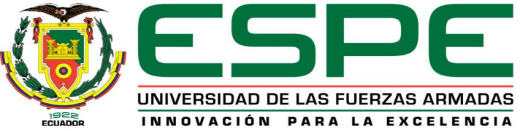 ESPE
UNIVERSIDAD DE LAS FUERZAS ARMADAS
INNOVACIÓN PARA LA EXCELENCIA
1922
ECUADOR